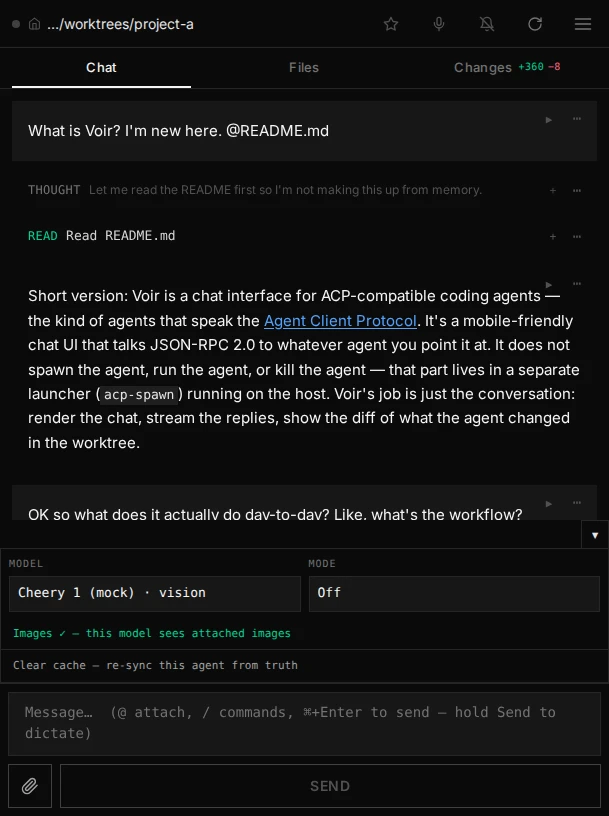 .../worktrees/project-a
Chat
Files
Changes +360 −8
What is Voir? I'm new here. @README.md
THOUGHT Let me read the README first so I'm not making this up from memory.
READ Read README.md
Short version: Voir is a chat interface for ACP-compatible coding agents —
the kind of agents that speak the Agent Client Protocol. It's a mobile-friendly
chat UI that talks JSON-RPC 2.0 to whatever agent you point it at. It does not
spawn the agent, run the agent, or kill the agent — that part lives in a separate
launcher (acp-spawn) running on the host. Voir's job is just the conversation:
render the chat, stream the replies, show the diff of what the agent changed
in the worktree.
OK so what does it actually do day-to-day? Like, what's the workflow?
MODEL
MODE
Cheery 1 (mock) · vision
Off
Images ✓ — this model sees attached images
Clear cache — re-sync this agent from truth
Message… (@ attach, / commands, ⌘+Enter to send — hold Send to
dictate)
SEND